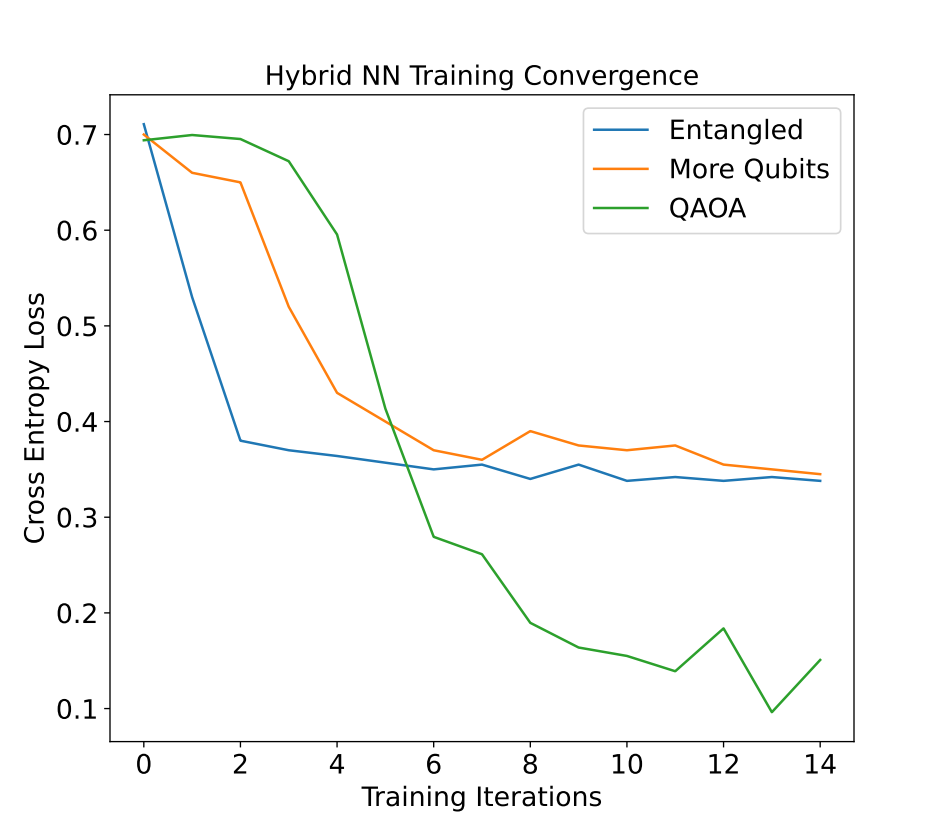 Hybrid NN Training Convergence
Entangled
More Qubits
QAOA
Cross Entropy Loss
0.7
0.6
0.5
0.4
0.3
0.2
0.1
0 2 4 6 8 10 12 14
Training Iterations